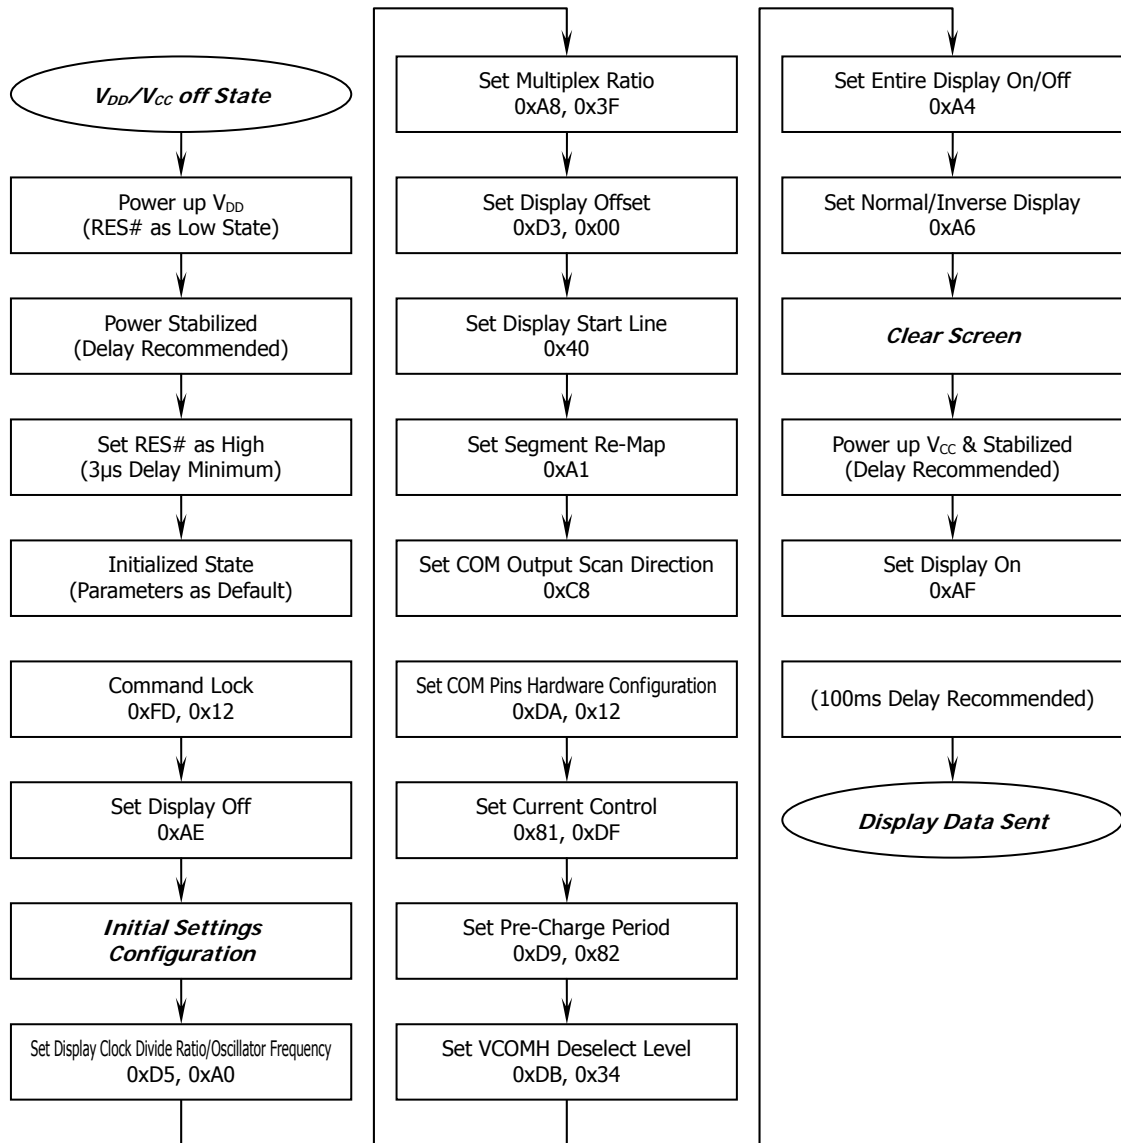 V_DD/V_CC off State
Power up V_DD
(RES# as Low State)
Power Stabilized
(Delay Recommended)
Set RES# as High
(3μs Delay Minimum)
Initialized State
(Parameters as Default)
Command Lock
0xFD, 0x12
Set Display Off
0xAE
Initial Settings
Configuration
Set Display Clock Divide Ratio/Oscillator Frequency
0xD5, 0xA0
Set Multiplex Ratio
0xA8, 0x3F
Set Display Offset
0xD3, 0x00
Set Display Start Line
0x40
Set Segment Re-Map
0xA1
Set COM Output Scan Direction
0xC8
Set COM Pins Hardware Configuration
0xDA, 0x12
Set Current Control
0x81, 0xDF
Set Pre-Charge Period
0xD9, 0x82
Set VCOMH Deselect Level
0xDB, 0x34
Set Entire Display On/Off
0xA4
Set Normal/Inverse Display
0xA6
Clear Screen
Power up V_CC & Stabilized
(Delay Recommended)
Set Display On
0xAF
(100ms Delay Recommended)
Display Data Sent